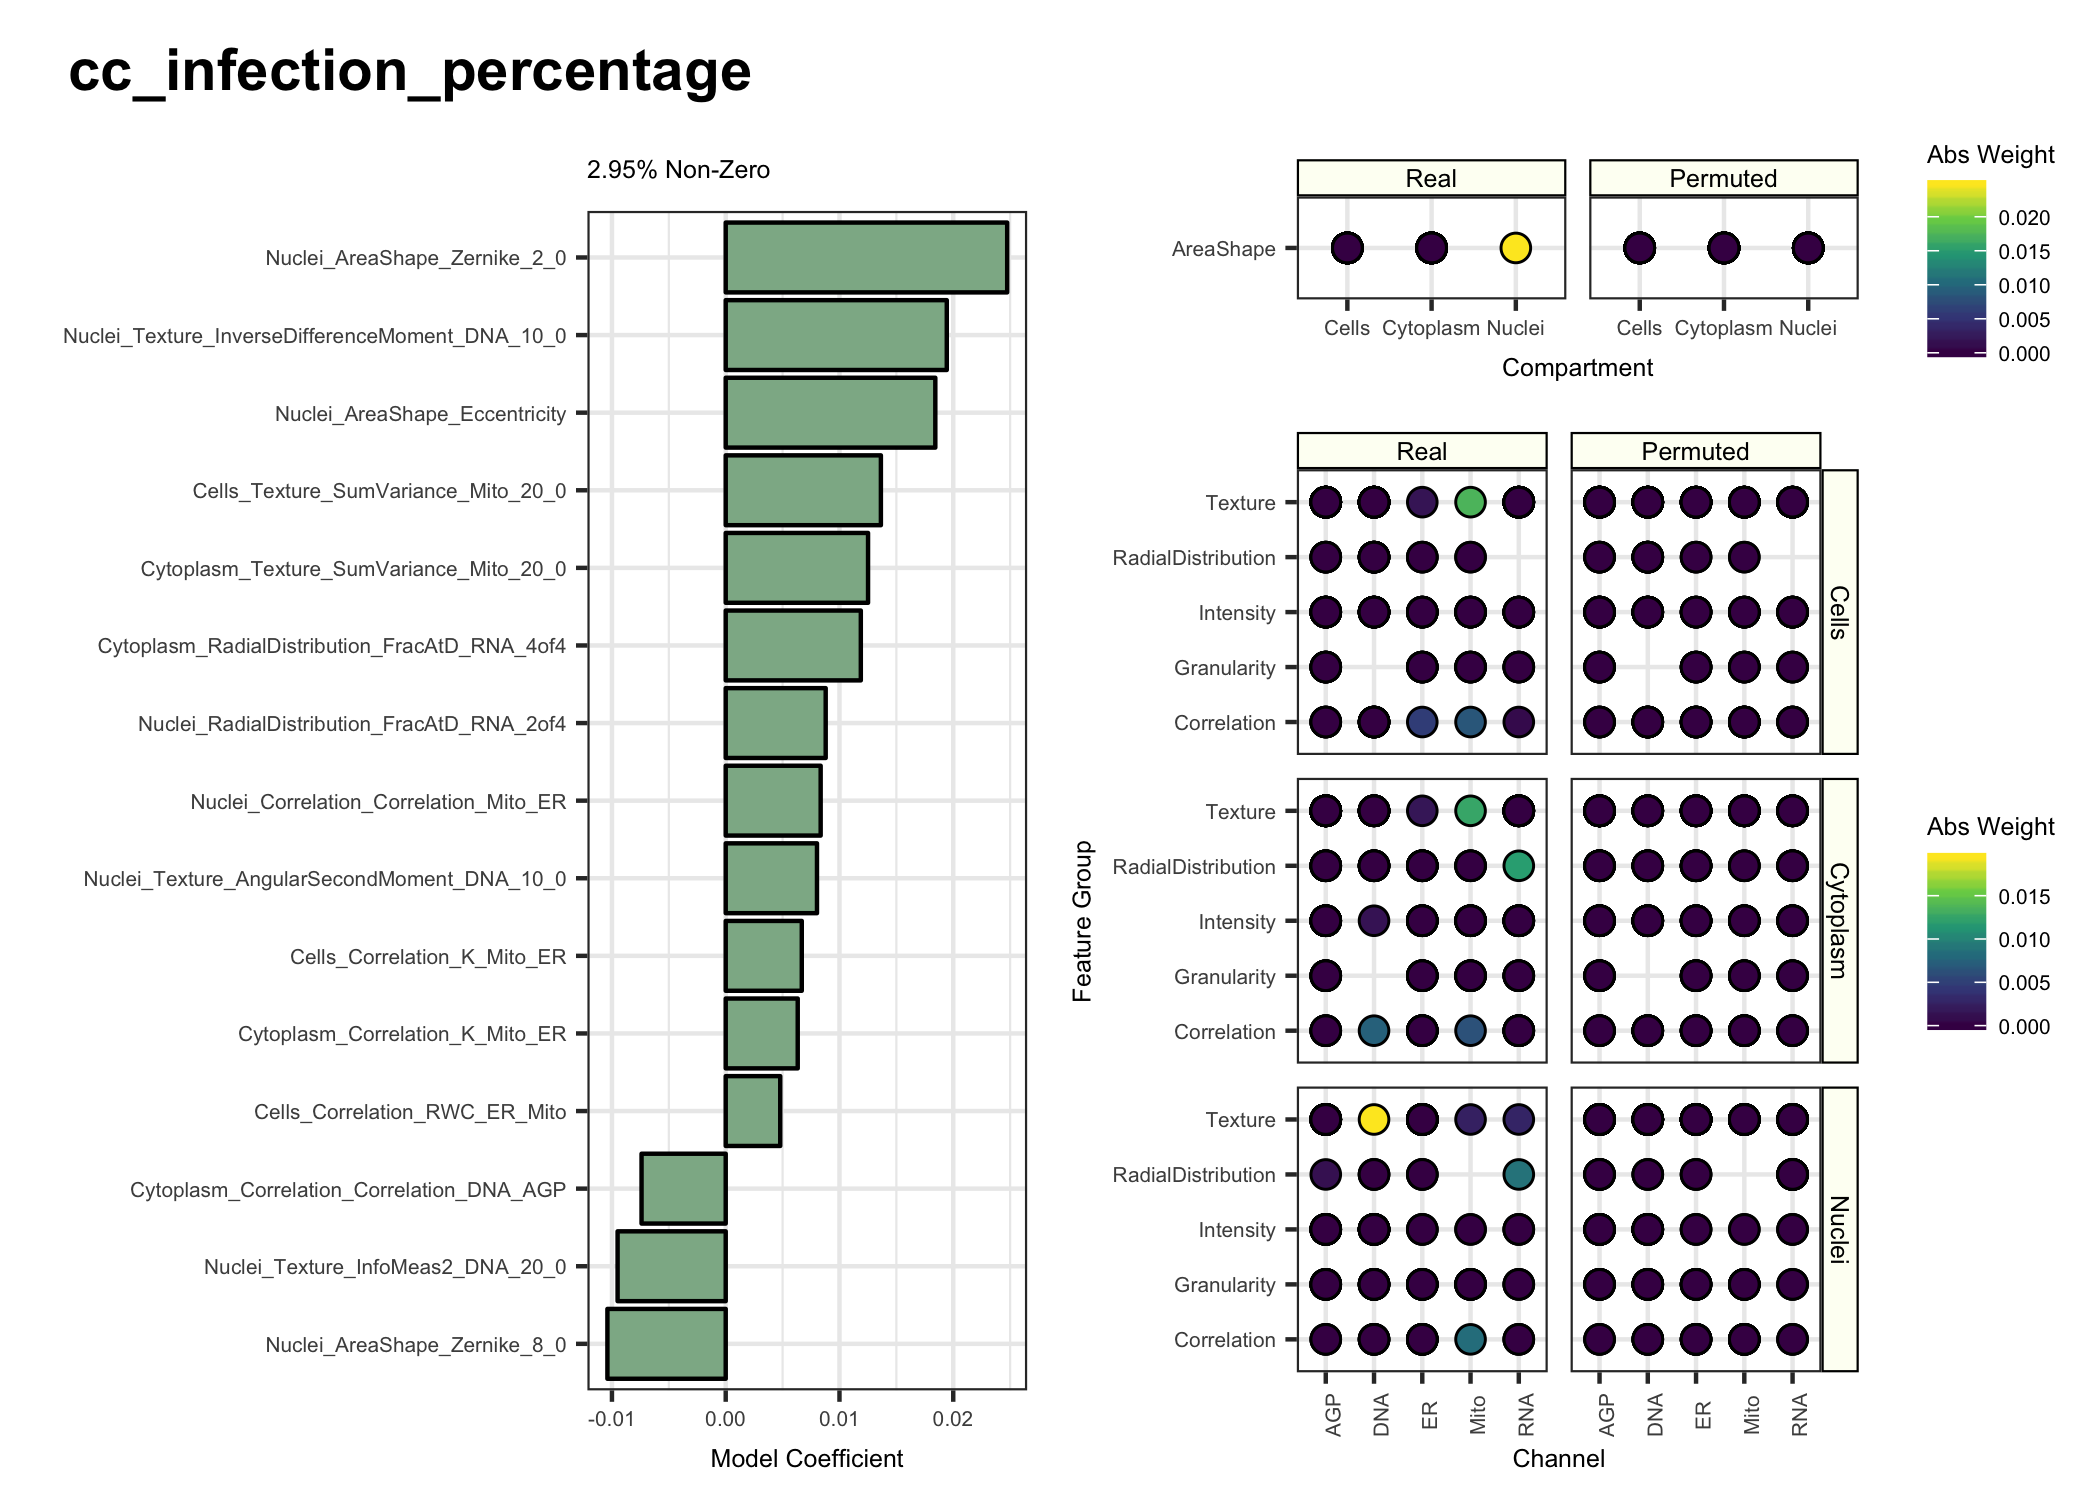 cc_infection_percentage
2.95% Non-Zero
Nuclei_AreaShape_Zernike_2_0
Nuclei_Texture_InverseDifferenceMoment_DNA_10_0
Nuclei_AreaShape_Eccentricity
Cells_Texture_SumVariance_Mito_20_0
Cytoplasm_Texture_SumVariance_Mito_20_0
Cytoplasm_RadialDistribution_FracAtD_RNA_4of4
Nuclei_RadialDistribution_FracAtD_RNA_2of4
Nuclei_Correlation_Correlation_Mito_ER
Nuclei_Texture_AngularSecondMoment_DNA_10_0
Cells_Correlation_K_Mito_ER
Cytoplasm_Correlation_K_Mito_ER
Cells_Correlation_RWC_ER_Mito
Cytoplasm_Correlation_Correlation_DNA_AGP
Nuclei_Texture_InfoMeas2_DNA_20_0
Nuclei_AreaShape_Zernike_8_0
-0.01 0.00 0.01 0.02
Model Coefficient
Real Permuted
AreaShape
Cells Cytoplasm Nuclei Cells Cytoplasm Nuclei
Compartment
Abs Weight
0.020
0.015
0.010
0.005
0.000
Real Permuted
Feature Group
Texture
RadialDistribution
Intensity
Granularity
Correlation
Cells
Texture
RadialDistribution
Intensity
Granularity
Correlation
Cytoplasm
Texture
RadialDistribution
Intensity
Granularity
Correlation
Nuclei
AGP DNA ER Mito RNA AGP DNA ER Mito RNA
Channel
Abs Weight
0.015
0.010
0.005
0.000